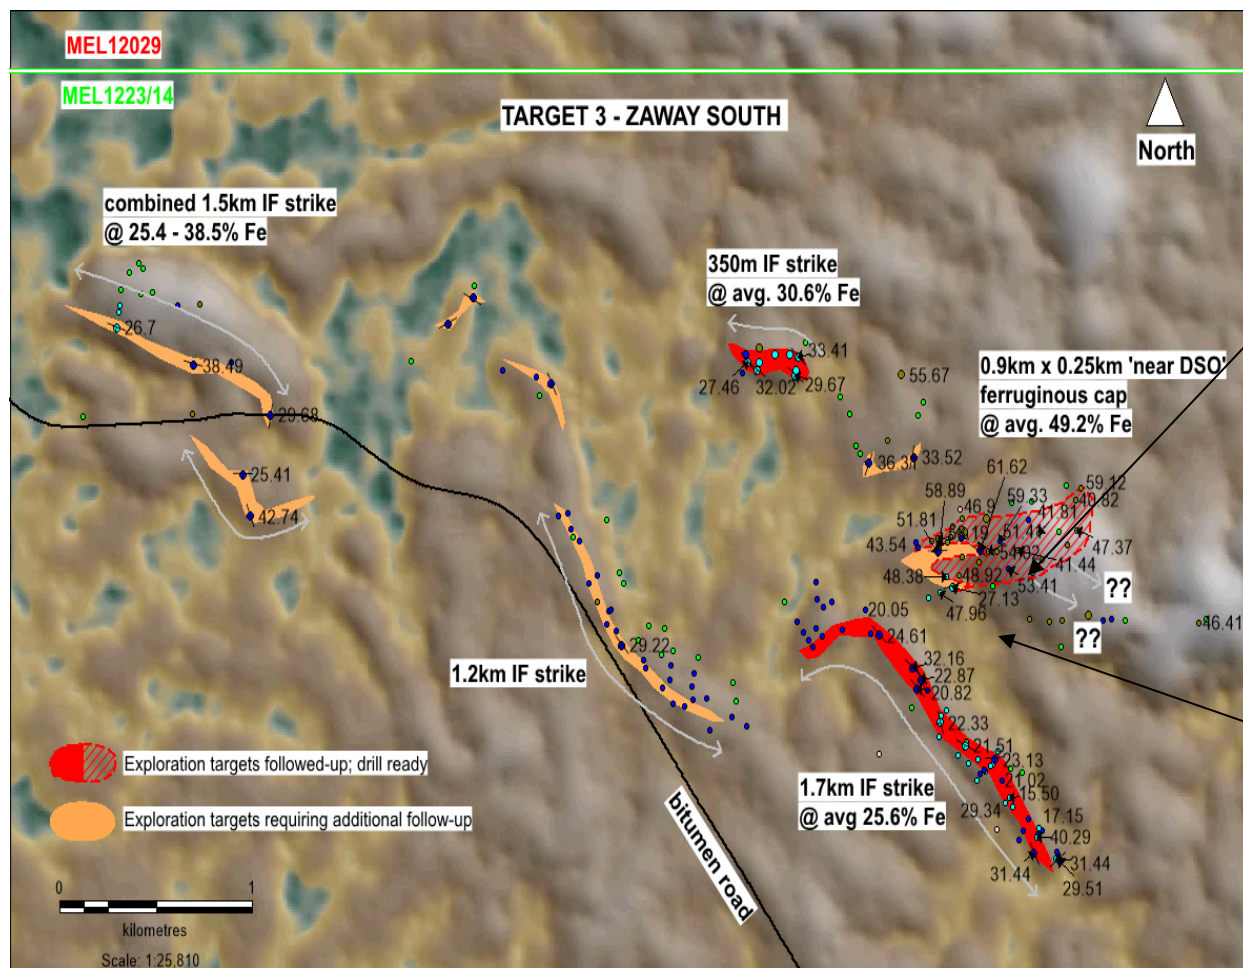 MEL12029
MEL1223/14
TARGET 3 - ZAWAY SOUTH
North
combined 1.5km IF strike
@ 25.4 - 38.5% Fe
350m IF strike
@ avg. 30.6% Fe
0.9km x 0.25km 'near DSO'
ferruginous cap
@ avg. 49.2% Fe
26.7
38.49
29.68
25.41
42.74
33.41
27.46
32.02
29.67
55.67
36.31
33.52
61.62
58.89
46.9
59.33
59.12
40.82
41.81
51.81
51.41
47.37
43.54
54.92
41.44
48.38
48.92
53.41
27.13
47.96
??
??
46.41
20.05
24.61
29.22
32.16
22.87
20.82
1.2km IF strike
22.33
21.51
23.13
21.02
15.50
1.7km IF strike
@ avg 25.6% Fe
29.34
17.15
40.29
31.44
31.44
29.51
bitumen road
Exploration targets followed-up; drill ready
Exploration targets requiring additional follow-up
0 1
kilometres
Scale: 1:25,810